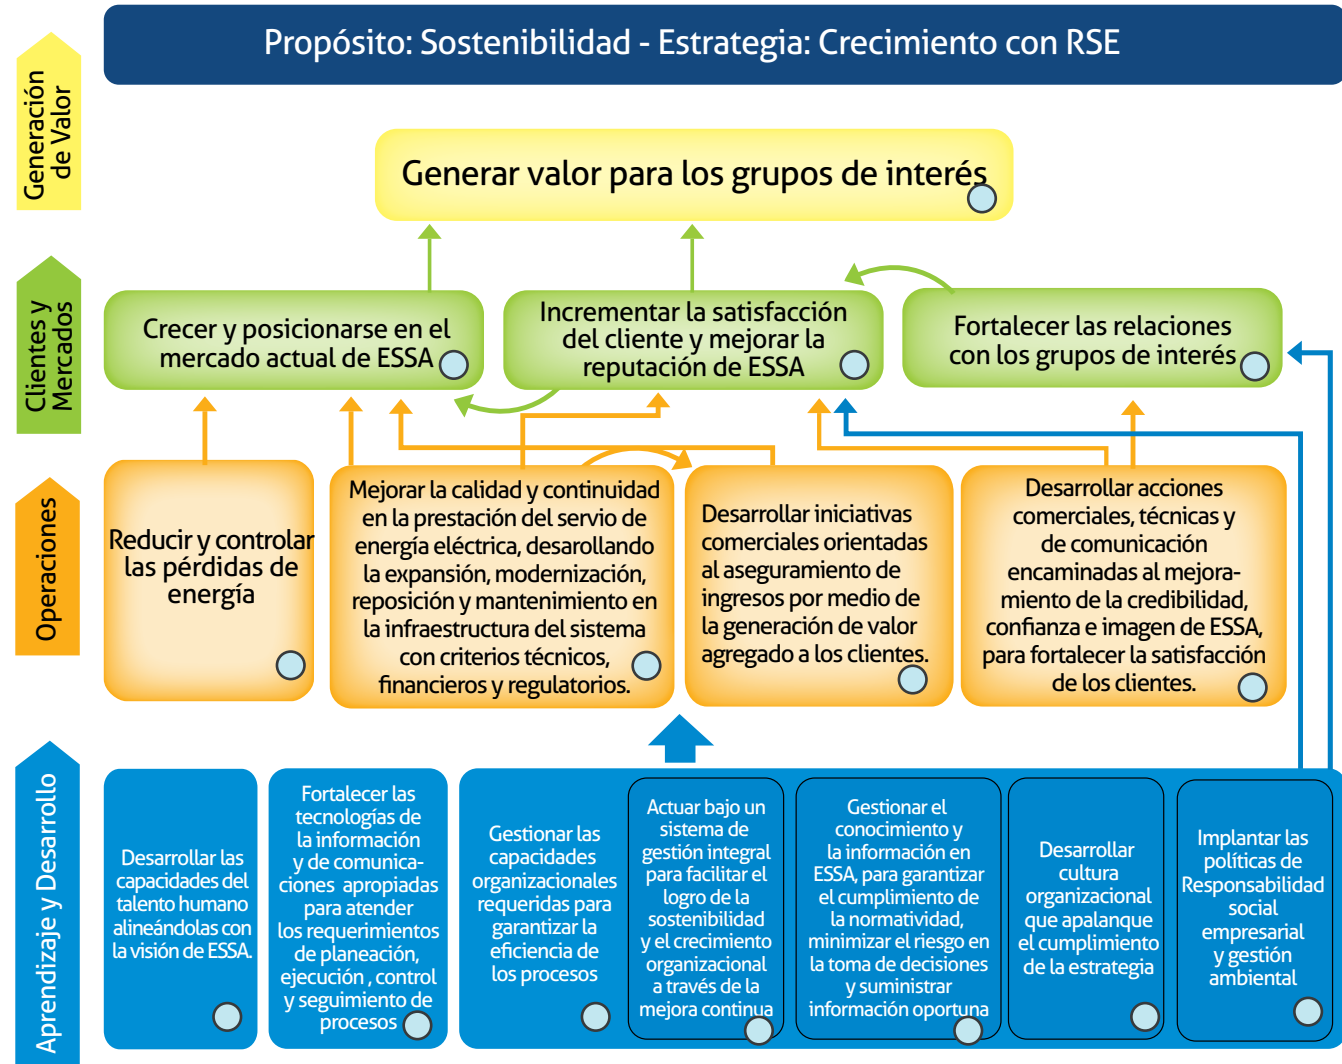 Propósito: Sostenibilidad - Estrategia: Crecimiento con RSE
Generación
de Valor
Generar valor para los grupos de interés
Clientes y
Mercados
Crecer y posicionarse en el
mercado actual de ESSA
Incrementar la satisfacción
del cliente y mejorar la
reputación de ESSA
Fortalecer las relaciones
con los grupos de interés
Operaciones
Reducir y controlar
las pérdidas de
energía
Mejorar la calidad y continuidad
en la prestación del servio de
energía eléctrica, desarollando
la expansión, modernización,
reposición y mantenimiento en
la infraestructura del sistema
con criterios técnicos,
financieros y regulatorios.
Desarrollar iniciativas
comerciales orientadas
al aseguramiento de
ingresos por medio de
la generación de valor
agregado a los clientes.
Desarrollar acciones
comerciales, técnicas y
de comunicación
encaminadas al mejora-
miento de la credibilidad,
confianza e imagen de ESSA,
para fortalecer la satisfacción
de los clientes.
Aprendizaje y Desarrollo
Desarrollar las
capacidades del
talento humano
alineándolas con
la visión de ESSA.
Fortalecer las
tecnologías de
la información
y de comunica-
ciones apropiadas
para atender
los requerimientos
de planeación,
ejecución , control
y seguimiento de
procesos
Gestionar las
capacidades
organizacionales
requeridas para
garantizar la
eficiencia de
los procesos
Actuar bajo un
sistema de
gestión integral
para facilitar el
logro de la
sostenibilidad
y el crecimiento
organizacional
a través de la
mejora continua
Gestionar el
conocimiento y
la información en
ESSA, para garantizar
el cumplimiento de
la normatividad,
minimizar el riesgo en
la toma de decisiones
y suministrar
información oportuna
Desarrollar
cultura
organizacional
que apalanque
el cumplimiento
de la estrategia
Implantar las
políticas de
Responsabilidad
social
empresarial
y gestión
ambiental